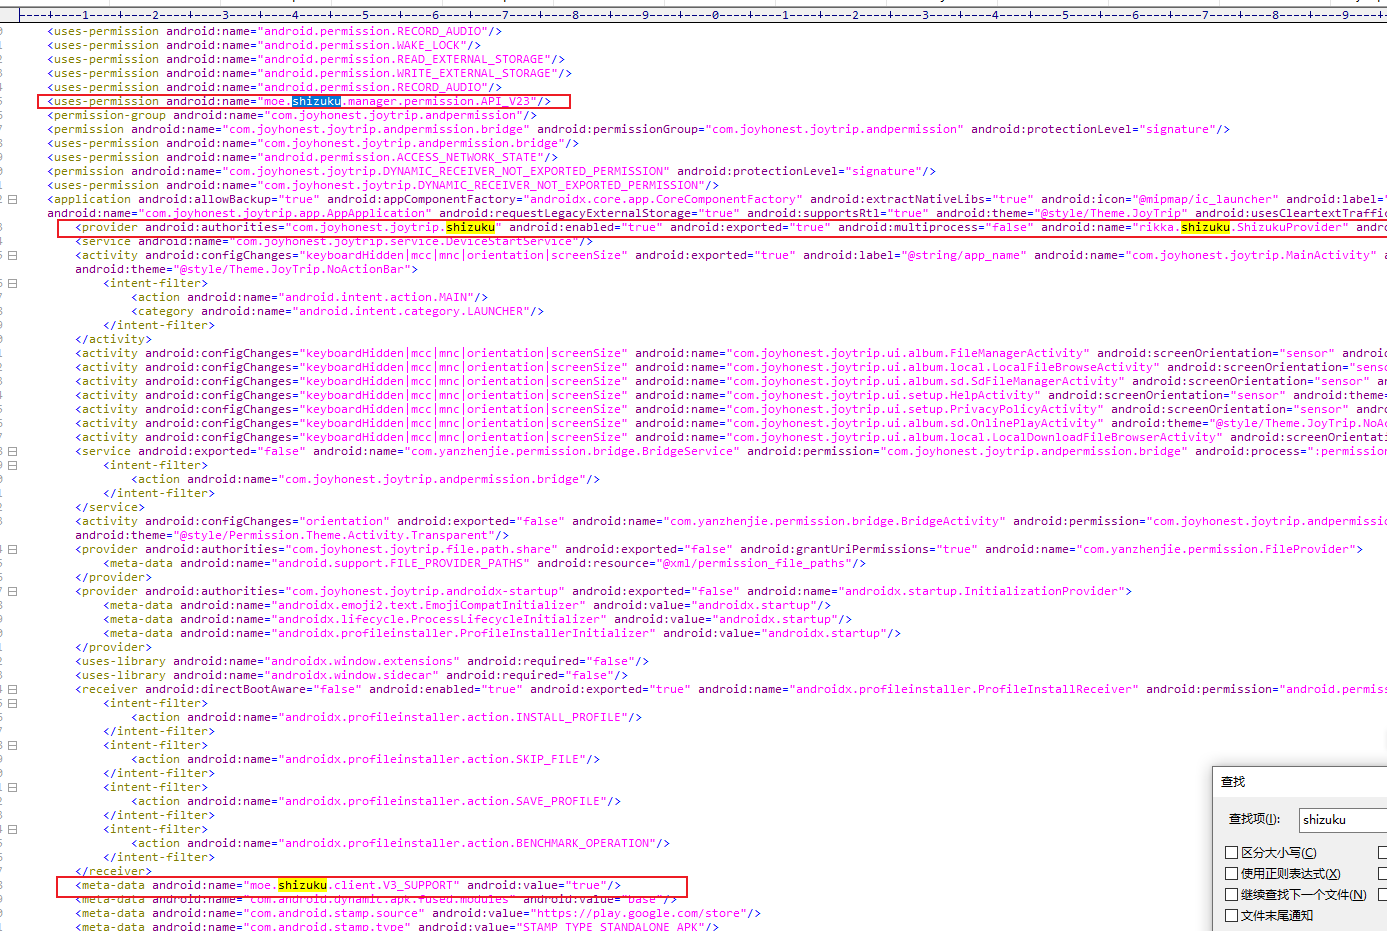 ----+----1----+----2----+----3----+----4----+----5----+----6----+----7----+----8----+----9----+----0----+----1----+----2----+----3----+----4----+----5----+----6----+----7----+----8----+----9----+
<uses-permission android:name="android.permission.RECORD_AUDIO"/>
<uses-permission android:name="android.permission.WAKE_LOCK"/>
<uses-permission android:name="android.permission.READ_EXTERNAL_STORAGE"/>
<uses-permission android:name="android.permission.WRITE_EXTERNAL_STORAGE"/>
<uses-permission android:name="android.permission.RECORD_AUDIO"/>
<uses-permission android:name="moe.shizuku.manager.permission.API_V23"/>
<permission-group android:name="com.joyhonest.joytrip.andpermission"/>
<permission android:name="com.joyhonest.joytrip.andpermission.bridge" android:permissionGroup="com.joyhonest.joytrip.andpermission" android:protectionLevel="signature"/>
<uses-permission android:name="com.joyhonest.joytrip.andpermission.bridge"/>
<uses-permission android:name="android.permission.ACCESS_NETWORK_STATE"/>
<permission android:name="com.joyhonest.joytrip.DYNAMIC_RECEIVER_NOT_EXPORTED_PERMISSION" android:protectionLevel="signature"/>
<uses-permission android:name="com.joyhonest.joytrip.DYNAMIC_RECEIVER_NOT_EXPORTED_PERMISSION"/>
<application android:allowBackup="true" android:appComponentFactory="androidx.core.app.CoreComponentFactory" android:extractNativeLibs="true" android:icon="@mipmap/ic_launcher" android:label="
android:name="com.joyhonest.joytrip.app.AppApplication" android:requestLegacyExternalStorage="true" android:supportsRtl="true" android:theme="@style/Theme.JoyTrip" android:usesCleartextTraffic
<provider android:authorities="com.joyhonest.joytrip.shizuku" android:enabled="true" android:exported="true" android:multiprocess="false" android:name="rikka.shizuku.ShizukuProvider" andro
<service android:name="com.joyhonest.joytrip.service.DeviceStartService"/>
<activity android:configChanges="keyboardHidden|mcc|mnc|orientation|screenSize" android:exported="true" android:label="@string/app_name" android:name="com.joyhonest.joytrip.MainActivity" a
android:theme="@style/Theme.JoyTrip.NoActionBar">
<intent-filter>
<action android:name="android.intent.action.MAIN"/>
<category android:name="android.intent.category.LAUNCHER"/>
</intent-filter>
</activity>
<activity android:configChanges="keyboardHidden|mcc|mnc|orientation|screenSize" android:name="com.joyhonest.joytrip.ui.album.FileManagerActivity" android:screenOrientation="sensor" android
<activity android:configChanges="keyboardHidden|mcc|mnc|orientation|screenSize" android:name="com.joyhonest.joytrip.ui.album.local.LocalFileBrowseActivity" android:screenOrientation="senso
<activity android:configChanges="keyboardHidden|mcc|mnc|orientation|screenSize" android:name="com.joyhonest.joytrip.ui.album.sd.SdFileManagerActivity" android:screenOrientation="sensor" an
<activity android:configChanges="keyboardHidden|mcc|mnc|orientation|screenSize" android:name="com.joyhonest.joytrip.ui.setup.HelpActivity" android:screenOrientation="sensor" android:theme=
<activity android:configChanges="keyboardHidden|mcc|mnc|orientation|screenSize" android:name="com.joyhonest.joytrip.ui.setup.PrivacyPolicyActivity" android:screenOrientation="sensor" and
<activity android:configChanges="keyboardHidden|mcc|mnc|orientation|screenSize" android:name="com.joyhonest.joytrip.ui.album.sd.OnlinePlayActivity" android:theme="@style/Theme.JoyTrip.NoAc
<activity android:configChanges="keyboardHidden|mcc|mnc|orientation|screenSize" android:name="com.joyhonest.joytrip.ui.album.local.LocalDownloadFileBrowserActivity" android:screenOrientati
<service android:exported="false" android:name="com.yanzhenjie.permission.bridge.BridgeService" android:permission="com.joyhonest.joytrip.andpermission.bridge" android:process=":permission
<intent-filter>
<action android:name="com.joyhonest.joytrip.andpermission.bridge"/>
</intent-filter>
</service>
<activity android:configChanges="orientation" android:exported="false" android:name="com.yanzhenjie.permission.bridge.BridgeActivity" android:permission="com.joyhonest.joytrip.andpermissio
android:theme="@style/Permission.Theme.Activity.Transparent"/>
<provider android:authorities="com.joyhonest.joytrip.file.path.share" android:exported="false" android:grantUriPermissions="true" android:name="com.yanzhenjie.permission.FileProvider">
<meta-data android:name="android.support.FILE_PROVIDER_PATHS" android:resource="@xml/permission_file_paths"/>
</provider>
<provider android:authorities="com.joyhonest.joytrip.androidx-startup" android:exported="false" android:name="androidx.startup.InitializationProvider">
<meta-data android:name="androidx.emoji2.text.EmojiCompatInitializer" android:value="androidx.startup"/>
<meta-data android:name="androidx.lifecycle.ProcessLifecycleInitializer" android:value="androidx.startup"/>
<meta-data android:name="androidx.profileinstaller.ProfileInstallerInitializer" android:value="androidx.startup"/>
</provider>
<uses-library android:name="androidx.window.extensions" android:required="false"/>
<uses-library android:name="androidx.window.sidecar" android:required="false"/>
<receiver android:directBootAware="false" android:enabled="true" android:exported="true" android:name="androidx.profileinstaller.ProfileInstallReceiver" android:permission="android.permiss
<intent-filter>
<action android:name="androidx.profileinstaller.action.INSTALL_PROFILE"/>
</intent-filter>
<intent-filter>
<action android:name="androidx.profileinstaller.action.SKIP_FILE"/>
</intent-filter>
<intent-filter>
<action android:name="androidx.profileinstaller.action.SAVE_PROFILE"/>
</intent-filter>
<intent-filter>
<action android:name="androidx.profileinstaller.action.BENCHMARK_OPERATION"/>
</intent-filter>
</receiver>
<meta-data android:name="moe.shizuku.client.V3_SUPPORT" android:value="true"/>
<meta-data android:name="com.android.dynamic.apk.fused.modules" android:value="base"/>
<meta-data android:name="com.android.stamp.source" android:value="https://play.google.com/store"/>
<meta-data android:name="com.android.stamp.type" android:value="STAMP_TYPE_STANDALONE_APK"/>
查找
查找项(I): shizuku
区分大小写(C)
使用正则表达式(X)
继续查找下一个文件(N)
文件末尾通知